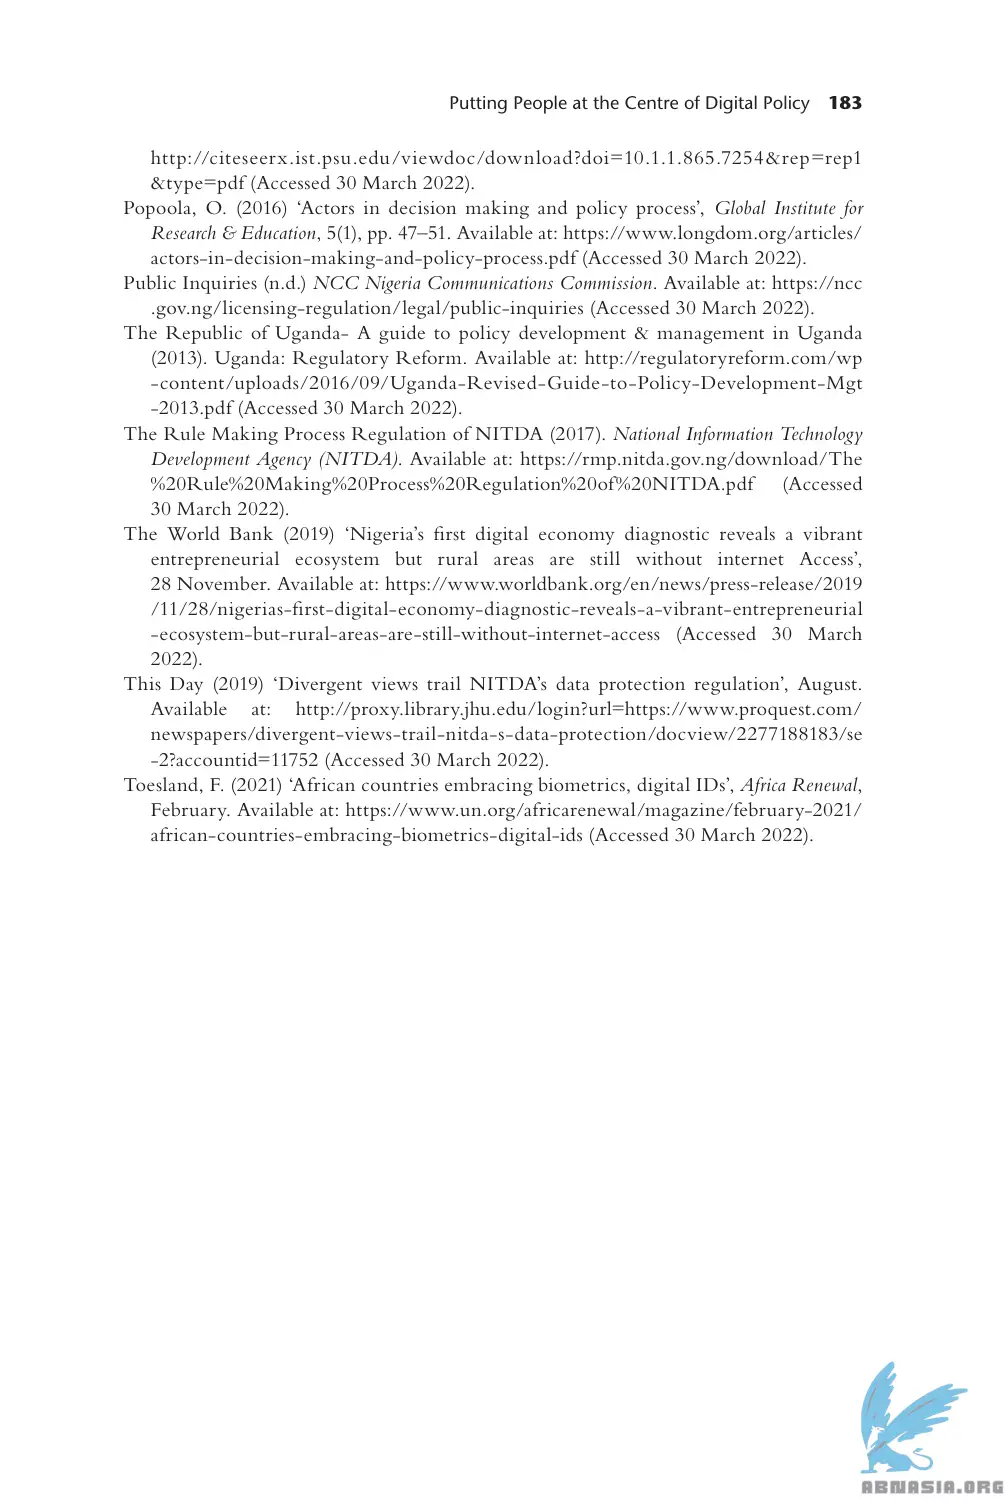 Putting People at the Centre of Digital Policy 183
http://citeseerx.ist.psu.edu/viewdoc/download?doi=10.1.1.865.7254&rep=rep1
&type=pdf (Accessed 30 March 2022).
Popoola, O. (2016) ‘Actors in decision making and policy process’, Global Institute for
Research & Education, 5(1), pp. 47–51. Available at: https://www.longdom.org/articles/
actors-in-decision-making-and-policy-process.pdf (Accessed 30 March 2022).
Public Inquiries (n.d.) NCC Nigeria Communications Commission. Available at: https://ncc
.gov.ng/licensing-regulation/legal/public-inquiries (Accessed 30 March 2022).
The Republic of Uganda- A guide to policy development & management in Uganda
(2013). Uganda: Regulatory Reform. Available at: http://regulatoryreform.com/wp
-content/uploads/2016/09/Uganda-Revised-Guide-to-Policy-Development-Mgt
-2013.pdf (Accessed 30 March 2022).
The Rule Making Process Regulation of NITDA (2017). National Information Technology
Development Agency (NITDA). Available at: https://rmp.nitda.gov.ng/download/The
%20Rule%20Making%20Process%20Regulation%20of%20NITDA.pdf (Accessed
30 March 2022).
The World Bank (2019) ‘Nigeria’s first digital economy diagnostic reveals a vibrant
entrepreneurial ecosystem but rural areas are still without internet Access’,
28 November. Available at: https://www.worldbank.org/en/news/press-release/2019
/11/28/nigerias-first-digital-economy-diagnostic-reveals-a-vibrant-entrepreneurial
-ecosystem-but-rural-areas-are-still-without-internet-access (Accessed 30 March
2022).
This Day (2019) ‘Divergent views trail NITDA’s data protection regulation’, August.
Available at: http://proxy.library.jhu.edu/login?url=https://www.proquest.com/
newspapers/divergent-views-trail-nitda-s-data-protection/docview/2277188183/se
-2?accountid=11752 (Accessed 30 March 2022).
Toesland, F. (2021) ‘African countries embracing biometrics, digital IDs’, Africa Renewal,
February. Available at: https://www.un.org/africarenewal/magazine/february-2021/
african-countries-embracing-biometrics-digital-ids (Accessed 30 March 2022).
ABNASIA.ORG